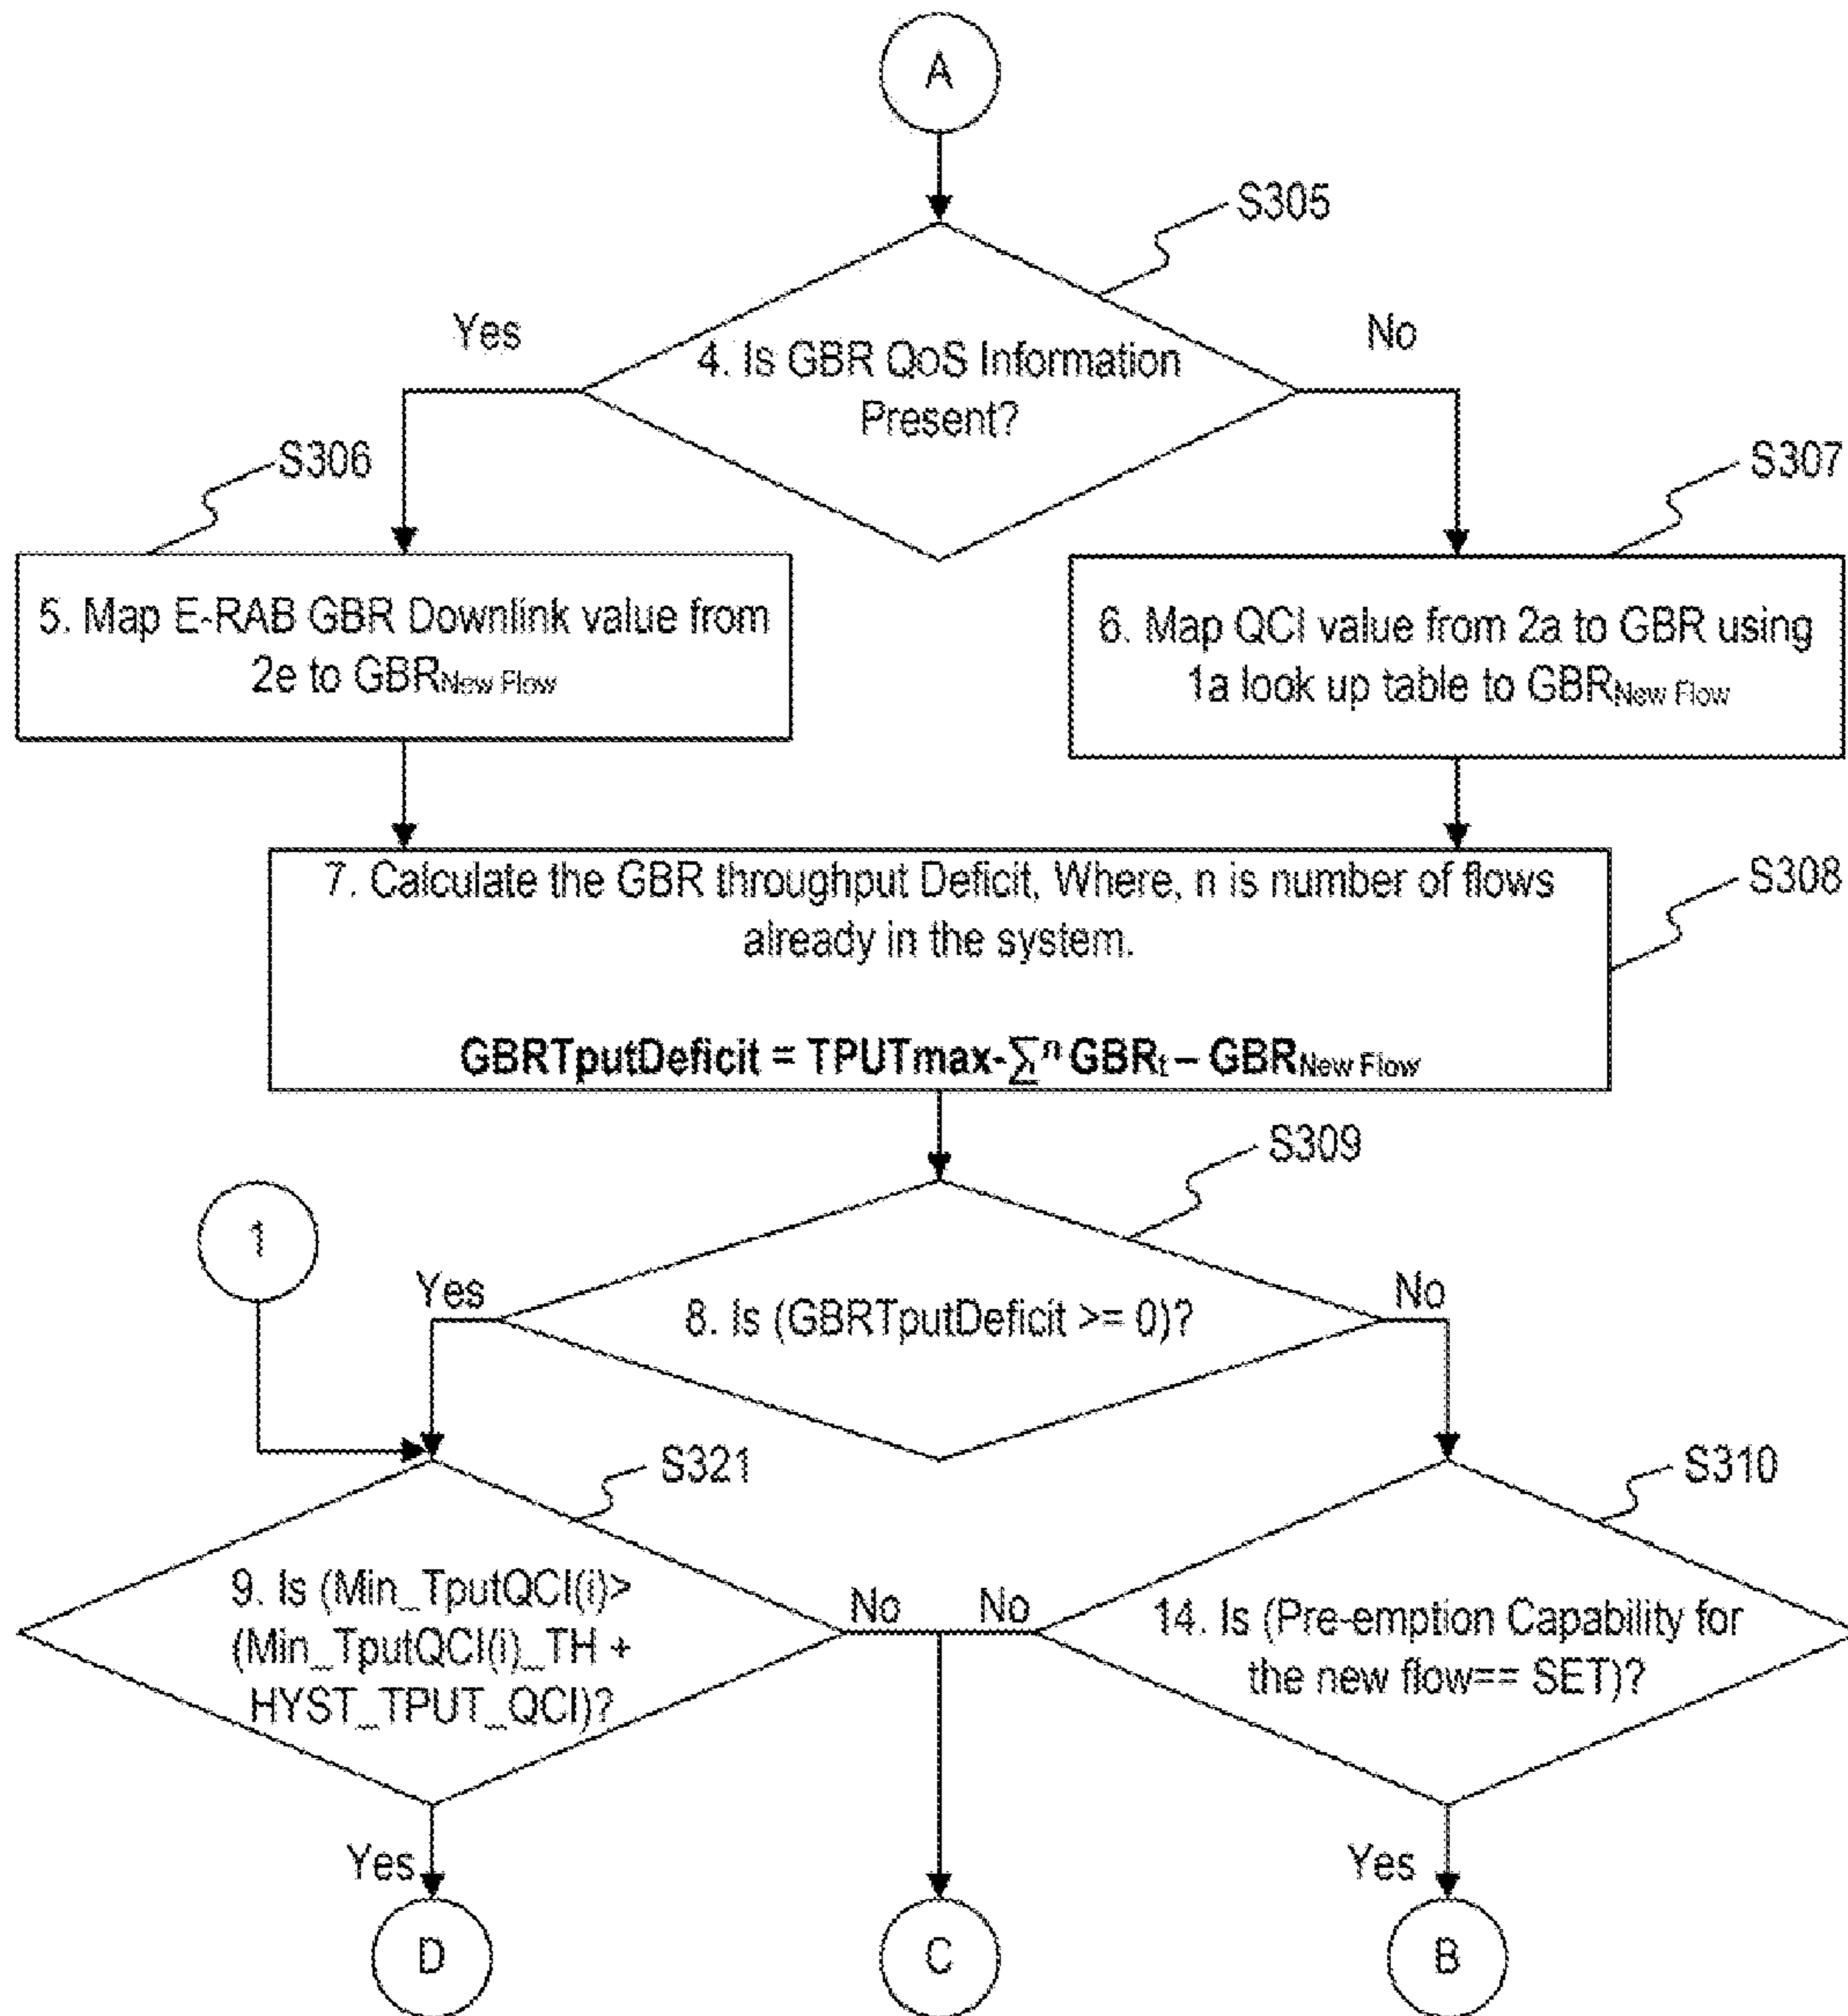 A
S305
Yes
No
4. Is GBR QoS Information
Present?
S306
S307
5. Map E-RAB GBR Downlink value from
2e to GBRNew Flow
6. Map QCI value from 2a to GBR using
1a look up table to GBRNew Flow
7. Calculate the GBR throughput Deficit, Where, n is number of flows
already in the system.
S308
GBRTputDeficit = TPUTmax-∑ⁿ GBRt – GBRNew Flow
S309
1
Yes
No
8. Is (GBRTputDeficit >= 0)?
S321
S310
9. Is (Min_TputQCI(i)>
(Min_TputQCI(i)_TH +
HYST_TPUT_QCI)?
No
No
14. Is (Pre-emption Capability for
the new flow== SET)?
Yes
Yes
D
C
B